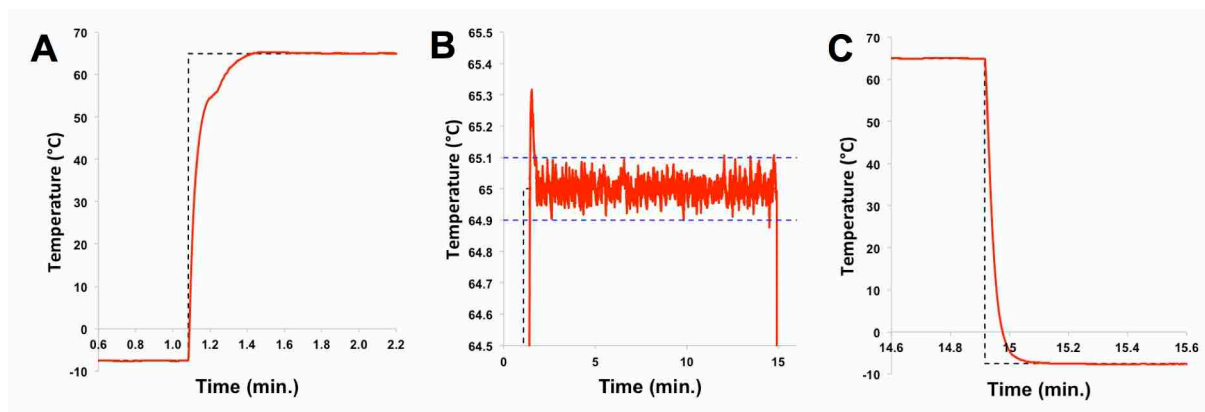 A
Temperature (°C)
70
60
50
40
30
20
10
0
-10
0.6 0.8 1.0 1.2 1.4 1.6 1.8 2.0 2.2
Time (min.)
B
Temperature (°C)
65.5
65.4
65.3
65.2
65.1
65
64.9
64.8
64.7
64.6
64.5
0 5 10 15
Time (min.)
C
Temperature (°C)
70
60
50
40
30
20
10
0
-10
14.6 14.8 15 15.2 15.4 15.6
Time (min.)